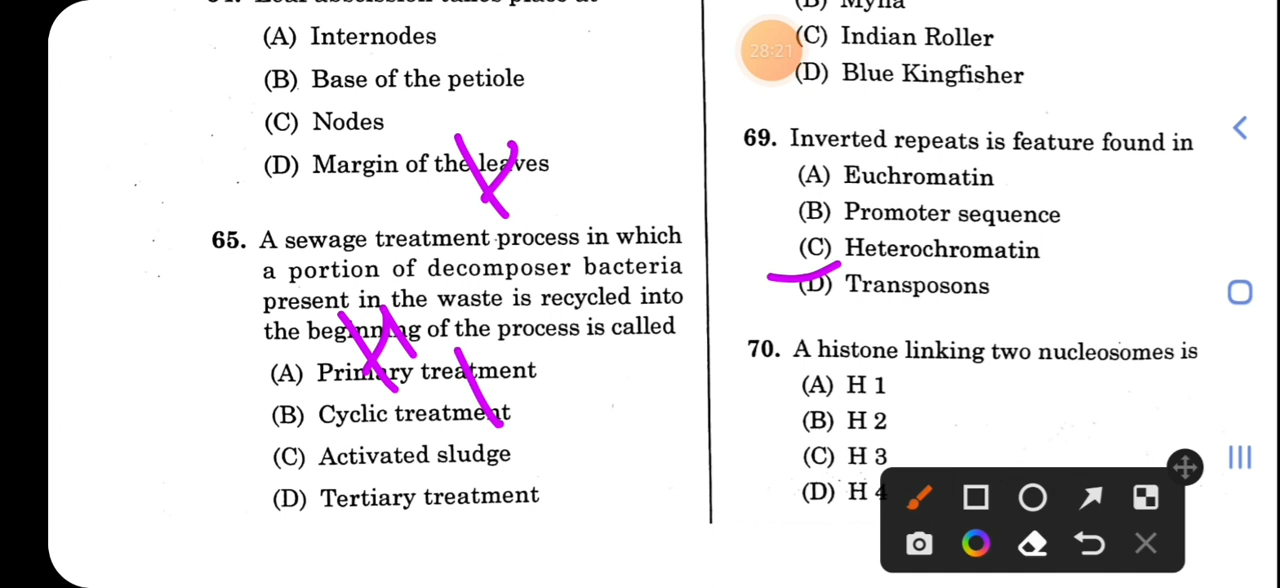 (A) Internodes
(B) Base of the petiole
(C) Nodes
(D) Margin of the leaves
65. A sewage treatment process in which
a portion of decomposer bacteria
present in the waste is recycled into
the beginning of the process is called
(A) Primary treatment
(B) Cyclic treatment
(C) Activated sludge
(D) Tertiary treatment
(B) Myna
28:21
(C) Indian Roller
(D) Blue Kingfisher
69. Inverted repeats is feature found in
(A) Euchromatin
(B) Promoter sequence
(C) Heterochromatin
(D) Transposons
70. A histone linking two nucleosomes is
(A) H 1
(B) H 2
(C) H 3
(D) H 4